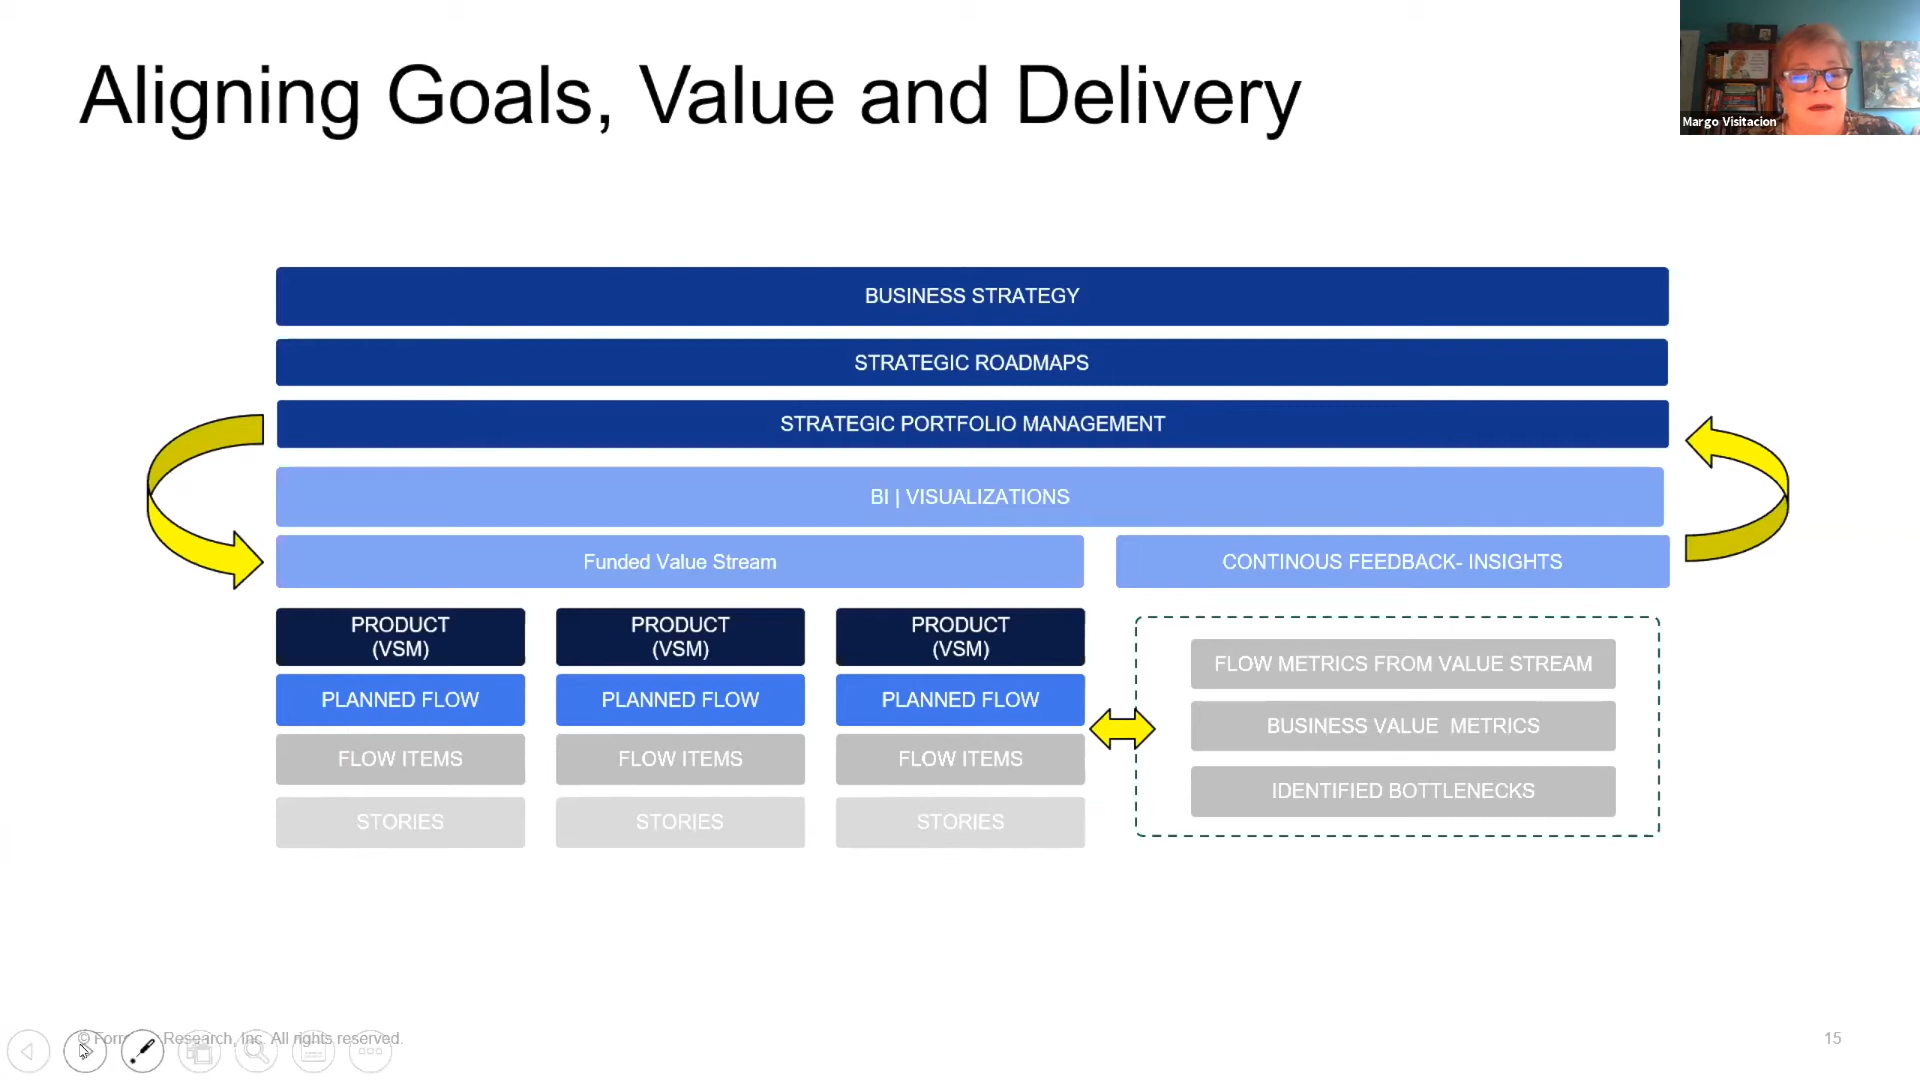 Aligning Goals, Value and Delivery
Margo Visitacion
BUSINESS STRATEGY
STRATEGIC ROADMAPS
STRATEGIC PORTFOLIO MANAGEMENT
BI | VISUALIZATIONS
Funded Value Stream
CONTINOUS FEEDBACK- INSIGHTS
PRODUCT
(VSM)
PRODUCT
(VSM)
PRODUCT
(VSM)
PLANNED FLOW
PLANNED FLOW
PLANNED FLOW
FLOW ITEMS
FLOW ITEMS
FLOW ITEMS
STORIES
STORIES
STORIES
FLOW METRICS FROM VALUE STREAM
BUSINESS VALUE METRICS
IDENTIFIED BOTTLENECKS
© Research, Inc. All rights reserved.
15